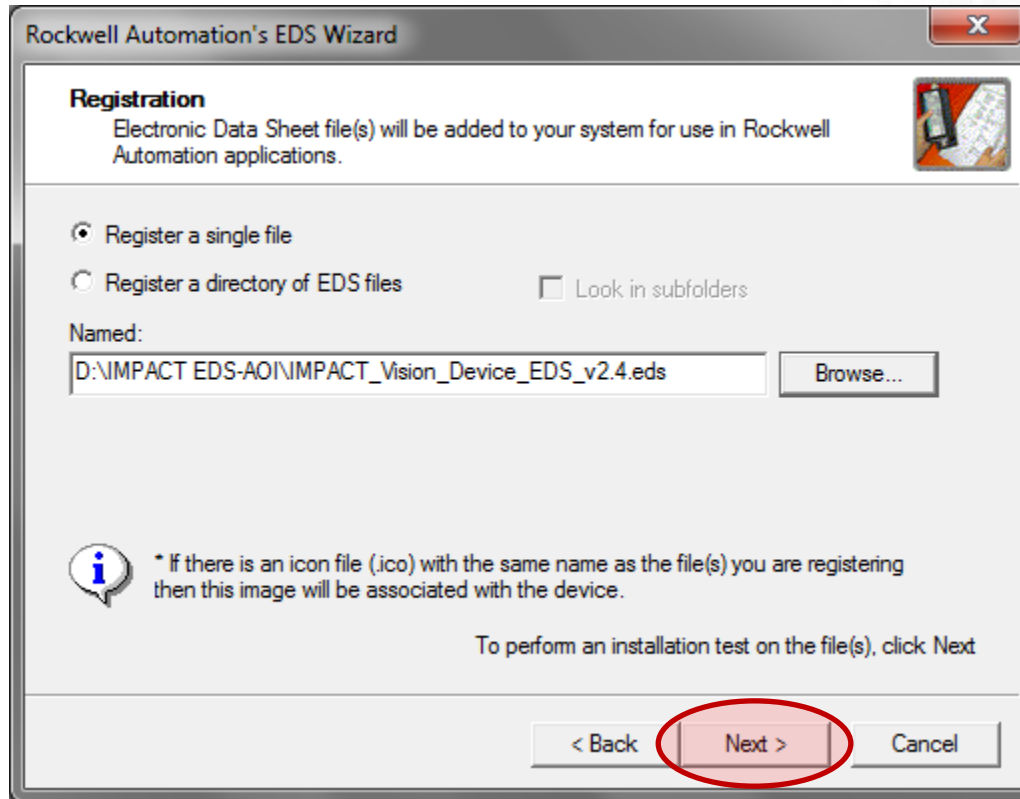 Rockwell Automation's EDS Wizard
Registration
Electronic Data Sheet file(s) will be added to your system for use in Rockwell
Automation applications.
Register a single file
Register a directory of EDS files
Look in subfolders
Named:
D:\IMPACT EDS-AOI\IMPACT_Vision_Device_EDS_v2.4.eds
Browse...
* If there is an icon file (.ico) with the same name as the file(s) you are registering
then this image will be associated with the device.
To perform an installation test on the file(s), click Next
< Back
Next >
Cancel